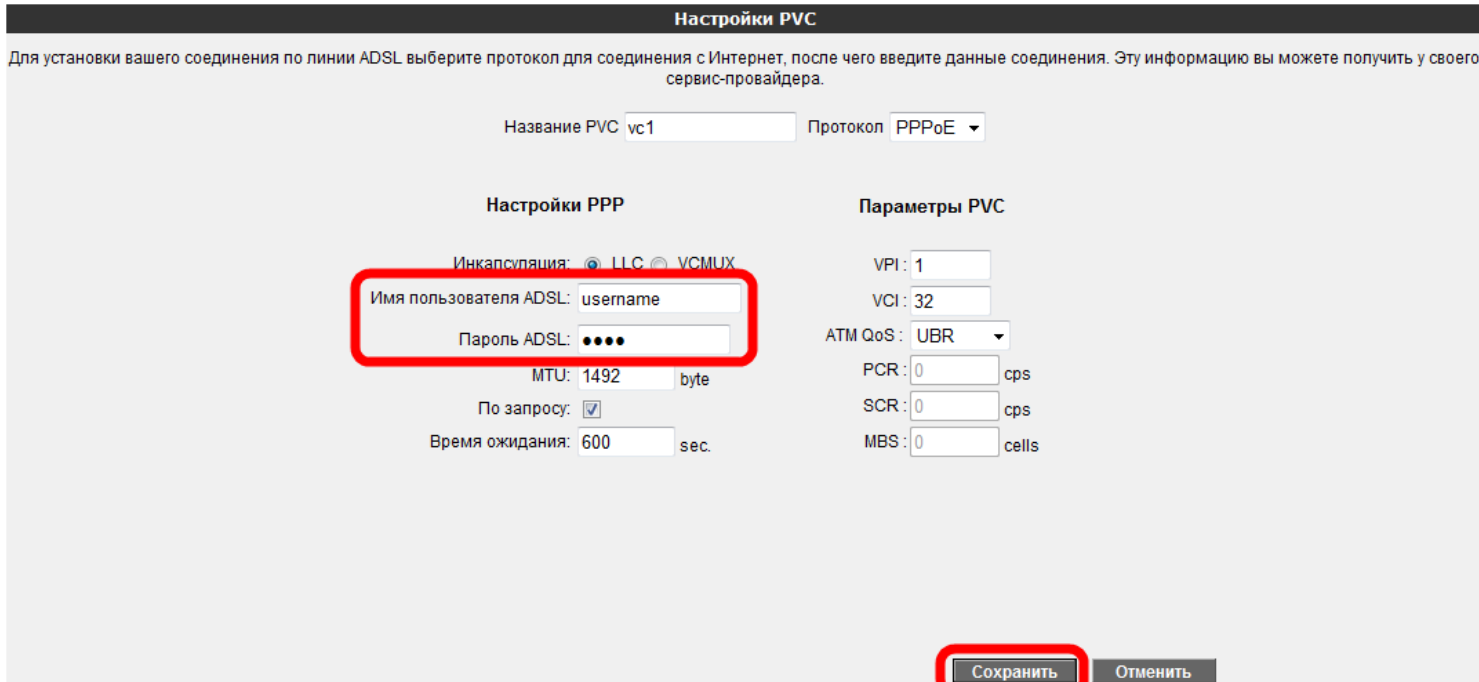 Настройки PVC
Для установки вашего соединения по линии ADSL выберите протокол для соединения с Интернет, после чего введите данные соединения. Эту информацию вы можете получить у своего
сервис-провайдера.
Название PVC vc1 Протокол PPPoE
Настройки PPP Параметры PVC
Инкапсуляция: LLC VCMUX VPI : 1
Имя пользователя ADSL: username VCI : 32
Пароль ADSL: •••• ATM QoS : UBR
MTU: 1492 byte PCR : 0 cps
По запросу: SCR : 0 cps
Время ожидания: 600 sec. MBS : 0 cells
Сохранить Отменить